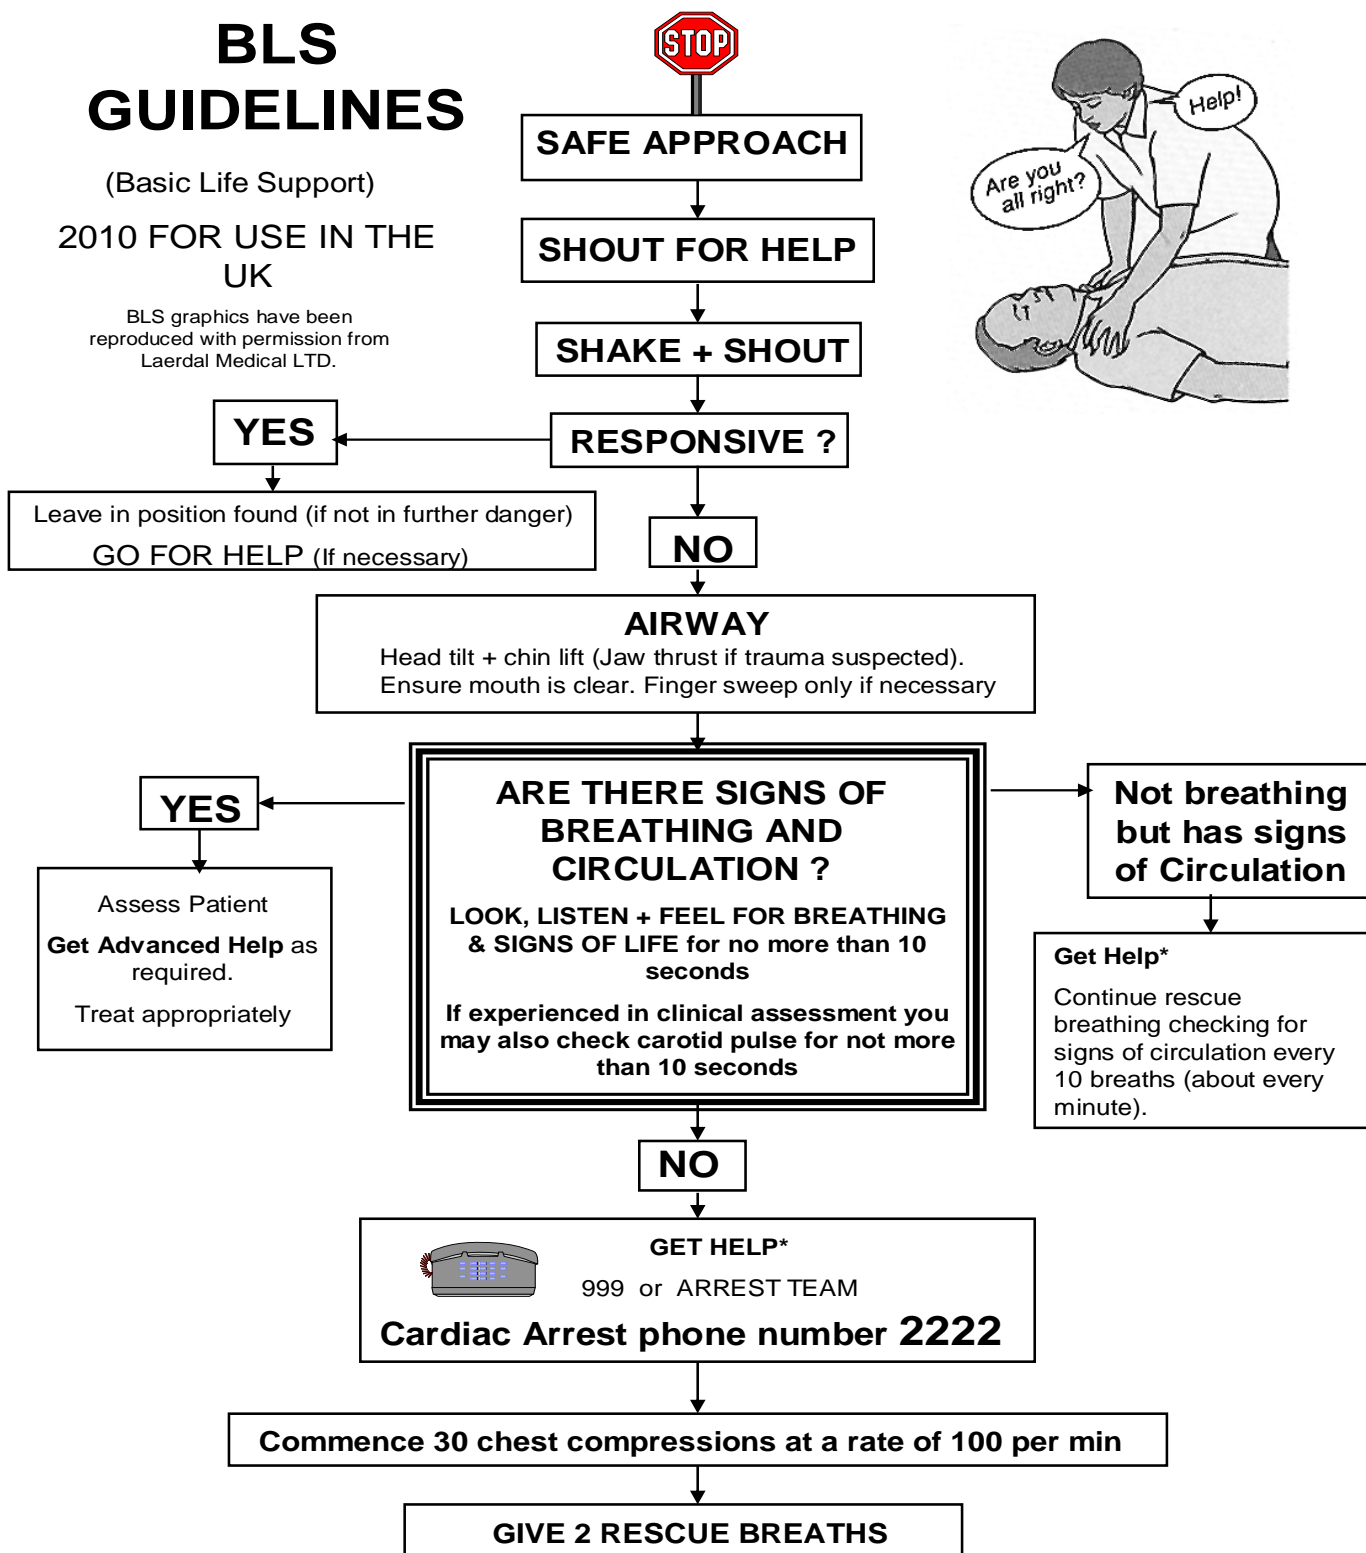 BLS
GUIDELINES
(Basic Life Support)
2010 FOR USE IN THE
UK
BLS graphics have been
reproduced with permission from
Laerdal Medical LTD.
STOP
SAFE APPROACH
SHOUT FOR HELP
SHAKE + SHOUT
RESPONSIVE ?
Help!
Are you
all right?
YES
Leave in position found (if not in further danger)
GO FOR HELP (If necessary)
NO
AIRWAY
Head tilt + chin lift (Jaw thrust if trauma suspected).
Ensure mouth is clear. Finger sweep only if necessary
ARE THERE SIGNS OF
BREATHING AND
CIRCULATION ?
LOOK, LISTEN + FEEL FOR BREATHING
& SIGNS OF LIFE for no more than 10
seconds
If experienced in clinical assessment you
may also check carotid pulse for not more
than 10 seconds
YES
Assess Patient
Get Advanced Help as
required.
Treat appropriately
Not breathing
but has signs
of Circulation
Get Help*
Continue rescue
breathing checking for
signs of circulation every
10 breaths (about every
minute).
NO
GET HELP*
999 or ARREST TEAM
Cardiac Arrest phone number 2222
Commence 30 chest compressions at a rate of 100 per min
GIVE 2 RESCUE BREATHS